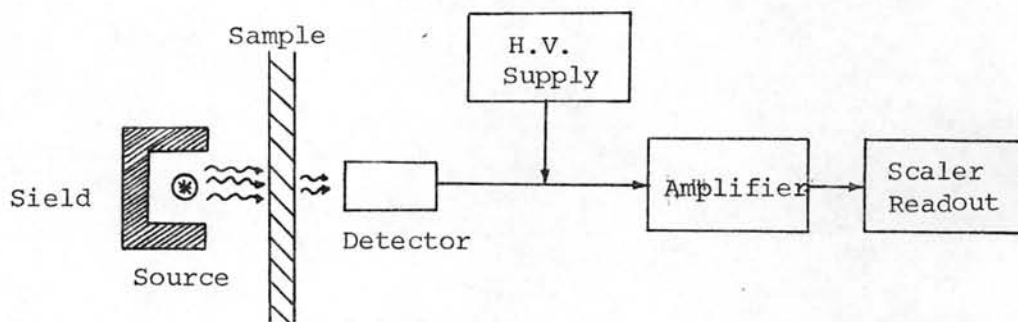 Sample
H.V.
Supply
Sield
Source
Detector
Amplifier
Scaler
Readout